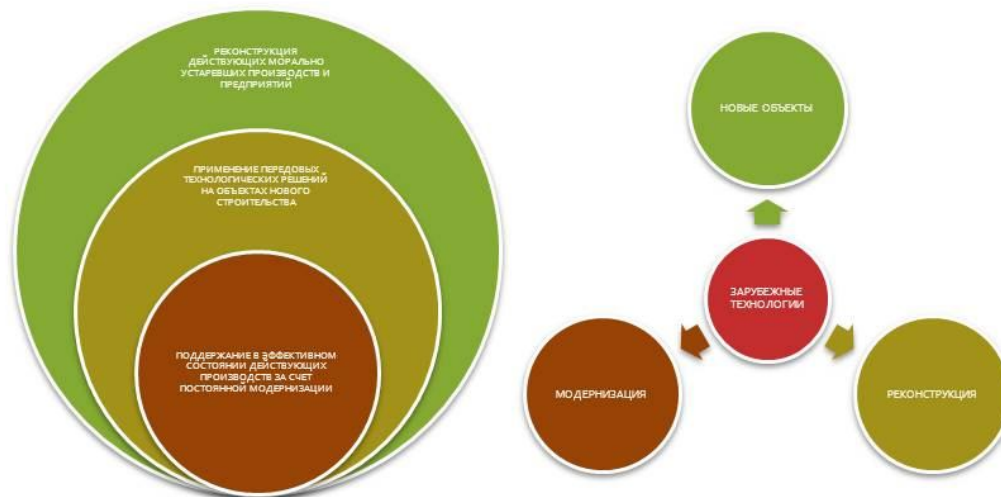 РЕКОНСТРУКЦИЯ
ДЕЙСТВУЮЩИХ МОРАЛЬНО
УСТАРЕВШИХ ПРОИЗВОДСТВ И
ПРЕДПРИЯТИЙ
ПРИМЕНЕНИЕ ПЕРЕДОВЫХ
ТЕХНОЛОГИЧЕСКИХ РЕШЕНИЙ
НА ОБЪЕКТАХ НОВОГО
СТРОИТЕЛЬСТВА
ПОДДЕРЖАНИЕ В ЭФФЕКТИВНОМ
СОСТОЯНИИ ДЕЙСТВУЮЩИХ
ПРОИЗВОДСТВ ЗА СЧЕТ
ПОСТОЯННОЙ МОДЕРНИЗАЦИИ
НОВЫЕ ОБЪЕКТЫ
ЗАРУБЕЖНЫЕ
ТЕХНОЛОГИИ
МОДЕРНИЗАЦИЯ
РЕКОНСТРУКЦИЯ